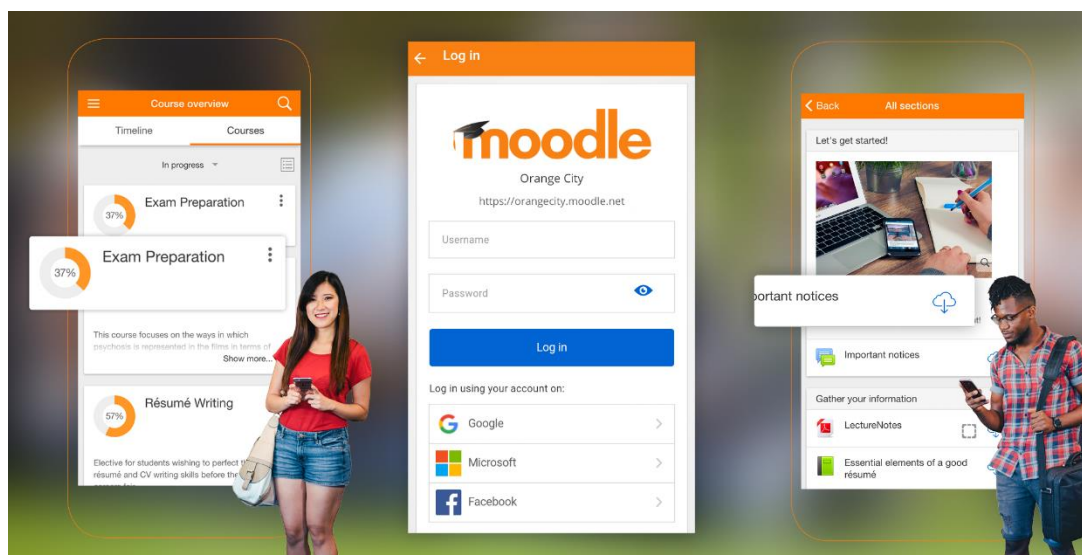 Course overview
Timeline
Courses
In progress
37%
Exam Preparation
37%
Exam Preparation
This course focuses on the ways in which
psychosis is represented in the films in terms of
Show more...
57%
Résumé Writing
Elective for students wishing to perfect
résumé and CV writing skills before the
Log in
moodle
Orange City
https://orangecity.moodle.net
Username
Password
Log in
Log in using your account on:
Google
Microsoft
Facebook
Back
All sections
Let's get started!
portant notices
Important notices
Gather your information
LectureNotes
Essential elements of a good
résumé